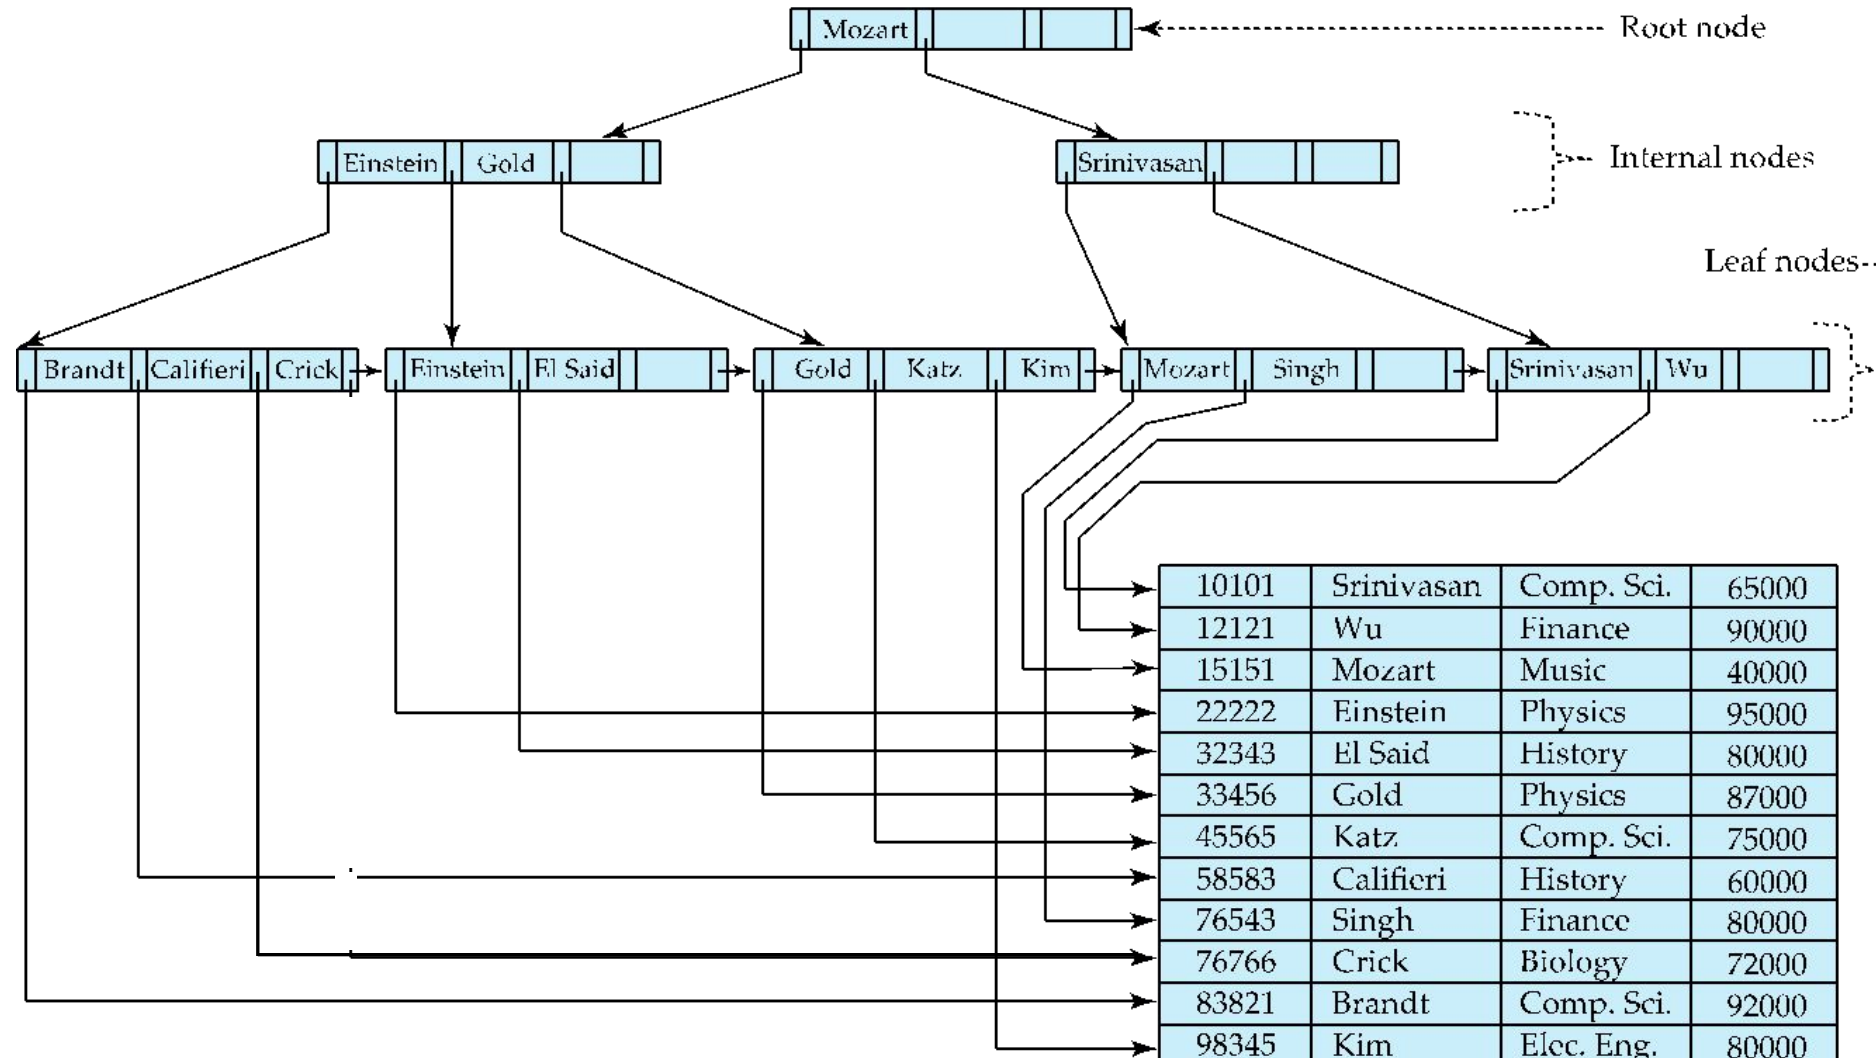 Mozart
Root node
Einstein Gold
Srinivasan
Internal nodes
Leaf nodes
Brandt Califieri Crick
Einstein El Said
Gold Katz Kim
Mozart Singh
Srinivasan Wu
10101 Srinivasan Comp. Sci. 65000
12121 Wu Finance 90000
15151 Mozart Music 40000
22222 Einstein Physics 95000
32343 El Said History 80000
33456 Gold Physics 87000
45565 Katz Comp. Sci. 75000
58583 Califieri History 60000
76543 Singh Finance 80000
76766 Crick Biology 72000
83821 Brandt Comp. Sci. 92000
98345 Kim Elec. Eng. 80000